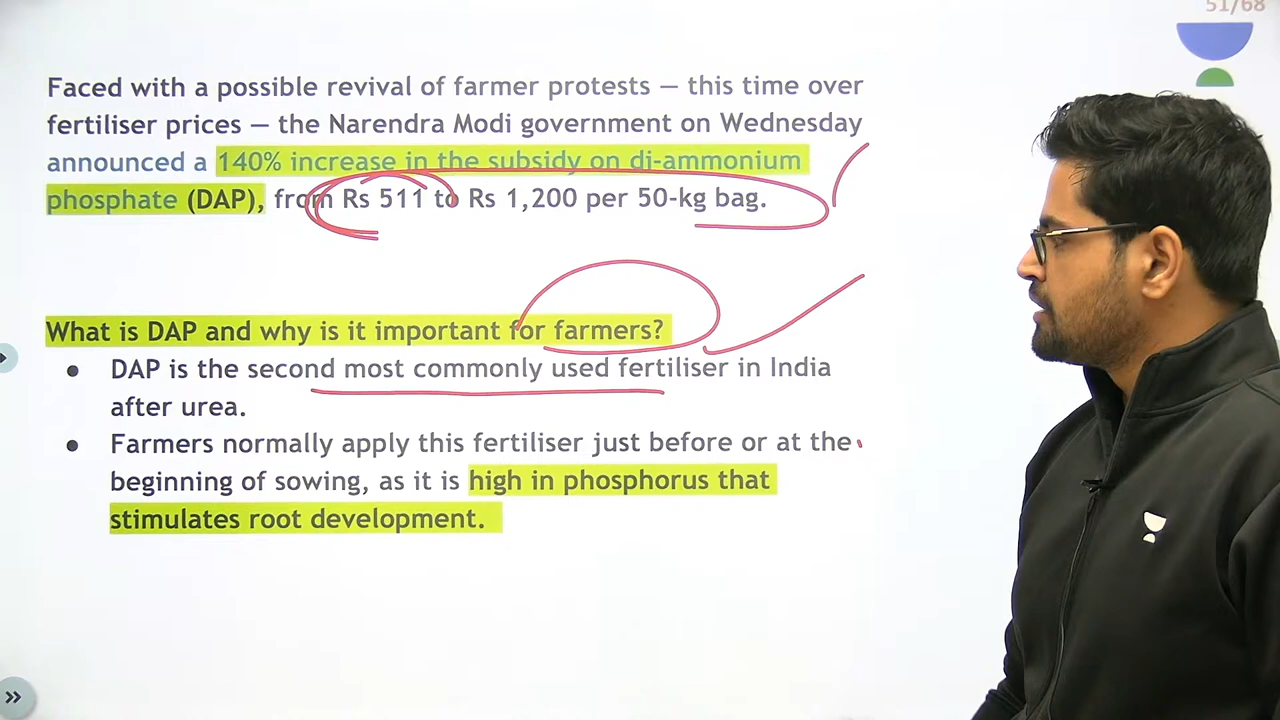 51/68
Faced with a possible revival of farmer protests — this time over
fertiliser prices — the Narendra Modi government on Wednesday
announced a 140% increase in the subsidy on di-ammonium
phosphate (DAP), from Rs 511 to Rs 1,200 per 50-kg bag.
What is DAP and why is it important for farmers?
● DAP is the second most commonly used fertiliser in India
after urea.
● Farmers normally apply this fertiliser just before or at the
beginning of sowing, as it is high in phosphorus that
stimulates root development.